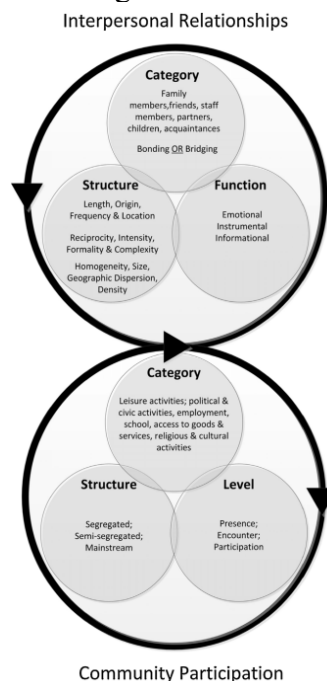 Interpersonal Relationships
Category
Family
members,friends, staff
members, partners,
children, acquaintances
Bonding OR Bridging
Structure
Length, Origin,
Frequency & Location
Reciprocity, Intensity,
Formality & Complexity
Homogeneity, Size,
Geographic Dispersion,
Density
Function
Emotional
Instrumental
Informational
Category
Leisure activities; political &
civic activities, employment,
school, access to goods &
services, religious & cultural
activities
Structure
Segregated;
Semi-segregated;
Mainstream
Level
Presence;
Encounter;
Participation
Community Participation